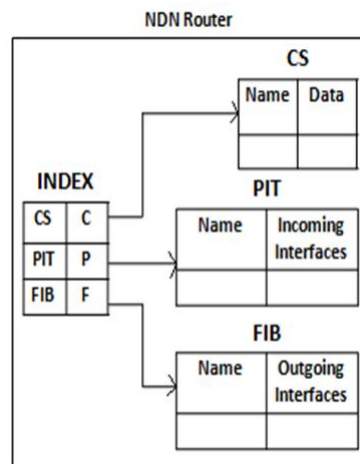 NDN Router
CS
Name Data
INDEX
CS C
PIT P
FIB F
PIT
Name Incoming
Interfaces
FIB
Name Outgoing
Interfaces